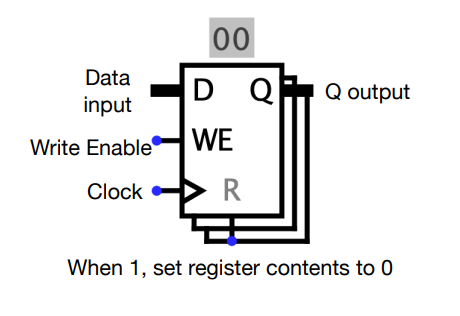 00
Data
input
D
Q
Q output
Write Enable
WE
Clock
R
When 1, set register contents to 0